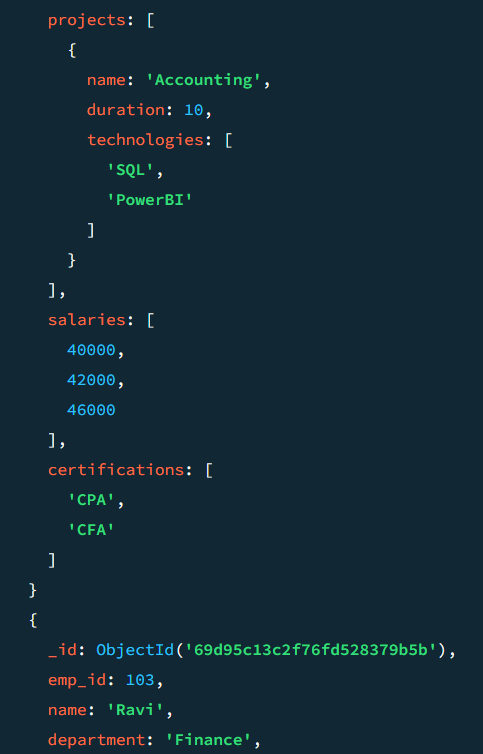 projects: [
{
name: 'Accounting',
duration: 10,
technologies: [
'SQL',
'PowerBI'
]
}
],
salaries: [
40000,
42000,
46000
],
certifications: [
'CPA',
'CFA'
]
}
{
_id: ObjectId('69d95c13c2f76fd528379b5b'),
emp_id: 103,
name: 'Ravi',
department: 'Finance',